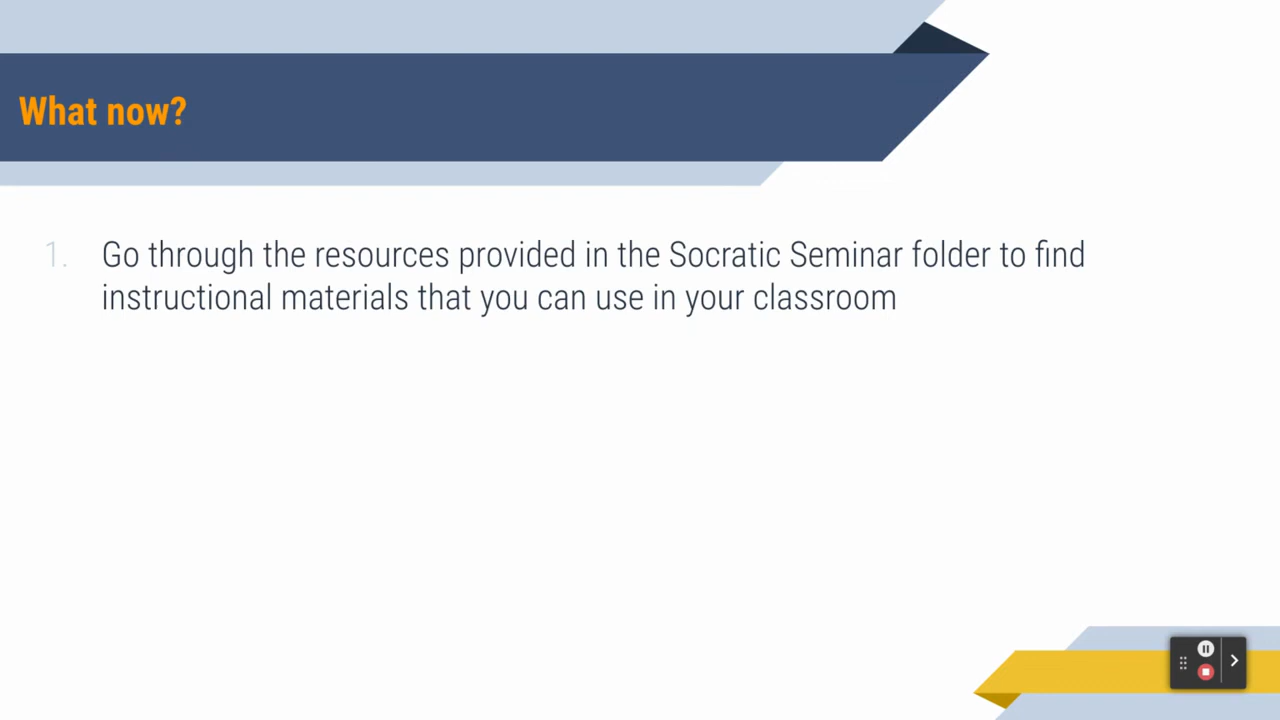 What now?
1. Go through the resources provided in the Socratic Seminar folder to find
instructional materials that you can use in your classroom